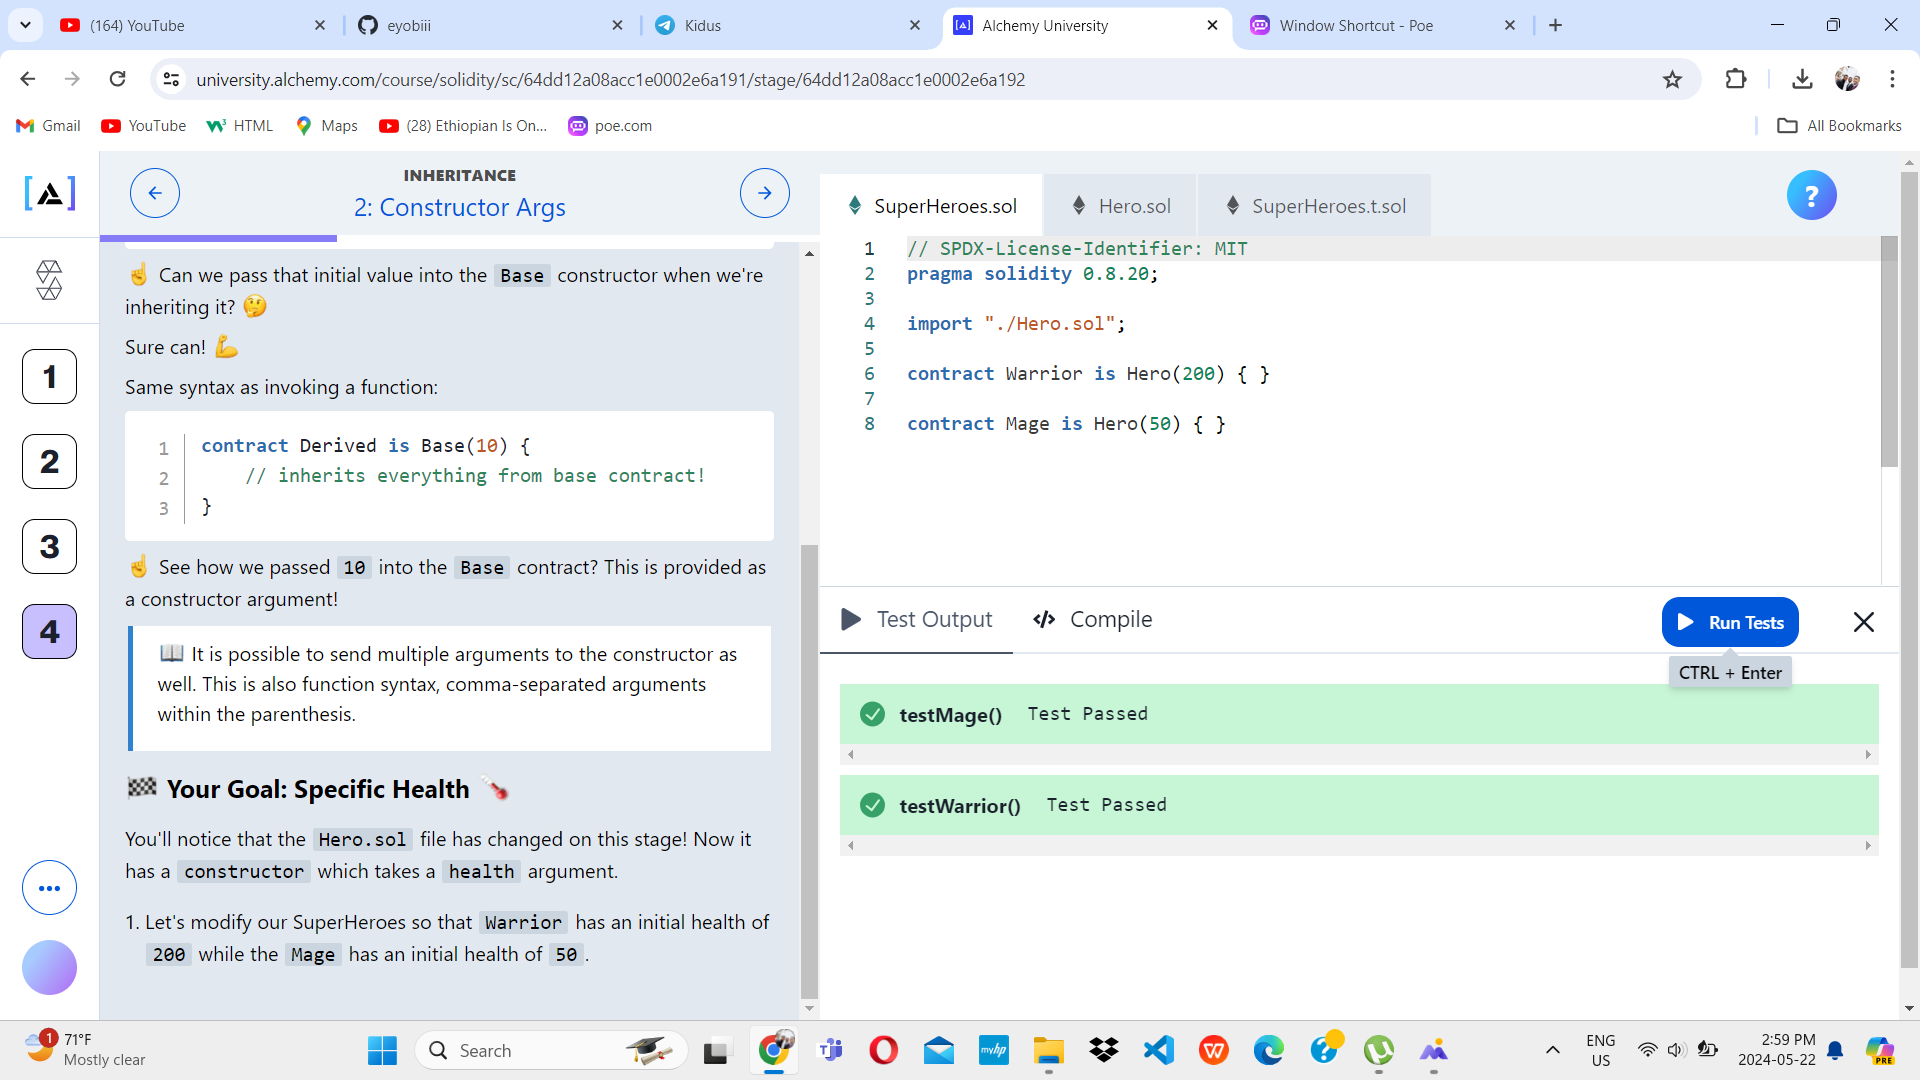 (164) YouTube
eyobiii
Kidus
Alchemy University
Window Shortcut - Poe
university.alchemy.com/course/solidity/sc/64dd12a08acc1e0002e6a191/stage/64dd12a08acc1e0002e6a192
Gmail
YouTube
HTML
Maps
(28) Ethiopian Is On...
poe.com
All Bookmarks
INHERITANCE
2: Constructor Args
1
2
3
4
☝️ Can we pass that initial value into the Base constructor when we're
inheriting it? 🤔
Sure can! 💪
Same syntax as invoking a function:
1 contract Derived is Base(10) {
2     // inherits everything from base contract!
3 }
☝️ See how we passed 10 into the Base contract? This is provided as
a constructor argument!
📖 It is possible to send multiple arguments to the constructor as
well. This is also function syntax, comma-separated arguments
within the parenthesis.
🏁 Your Goal: Specific Health 🌡️
You'll notice that the Hero.sol file has changed on this stage! Now it
has a constructor which takes a health argument.
1. Let's modify our SuperHeroes so that Warrior has an initial health of
200 while the Mage has an initial health of 50.
SuperHeroes.sol
Hero.sol
SuperHeroes.t.sol
?
1 // SPDX-License-Identifier: MIT
2 pragma solidity 0.8.20;
3
4 import "./Hero.sol";
5
6 contract Warrior is Hero(200) { }
7
8 contract Mage is Hero(50) { }
Test Output
Compile
Run Tests
CTRL + Enter
testMage() Test Passed
testWarrior() Test Passed
1
71°F
Mostly clear
Search
myhp
ENG
US
2:59 PM
2024-05-22
PRE